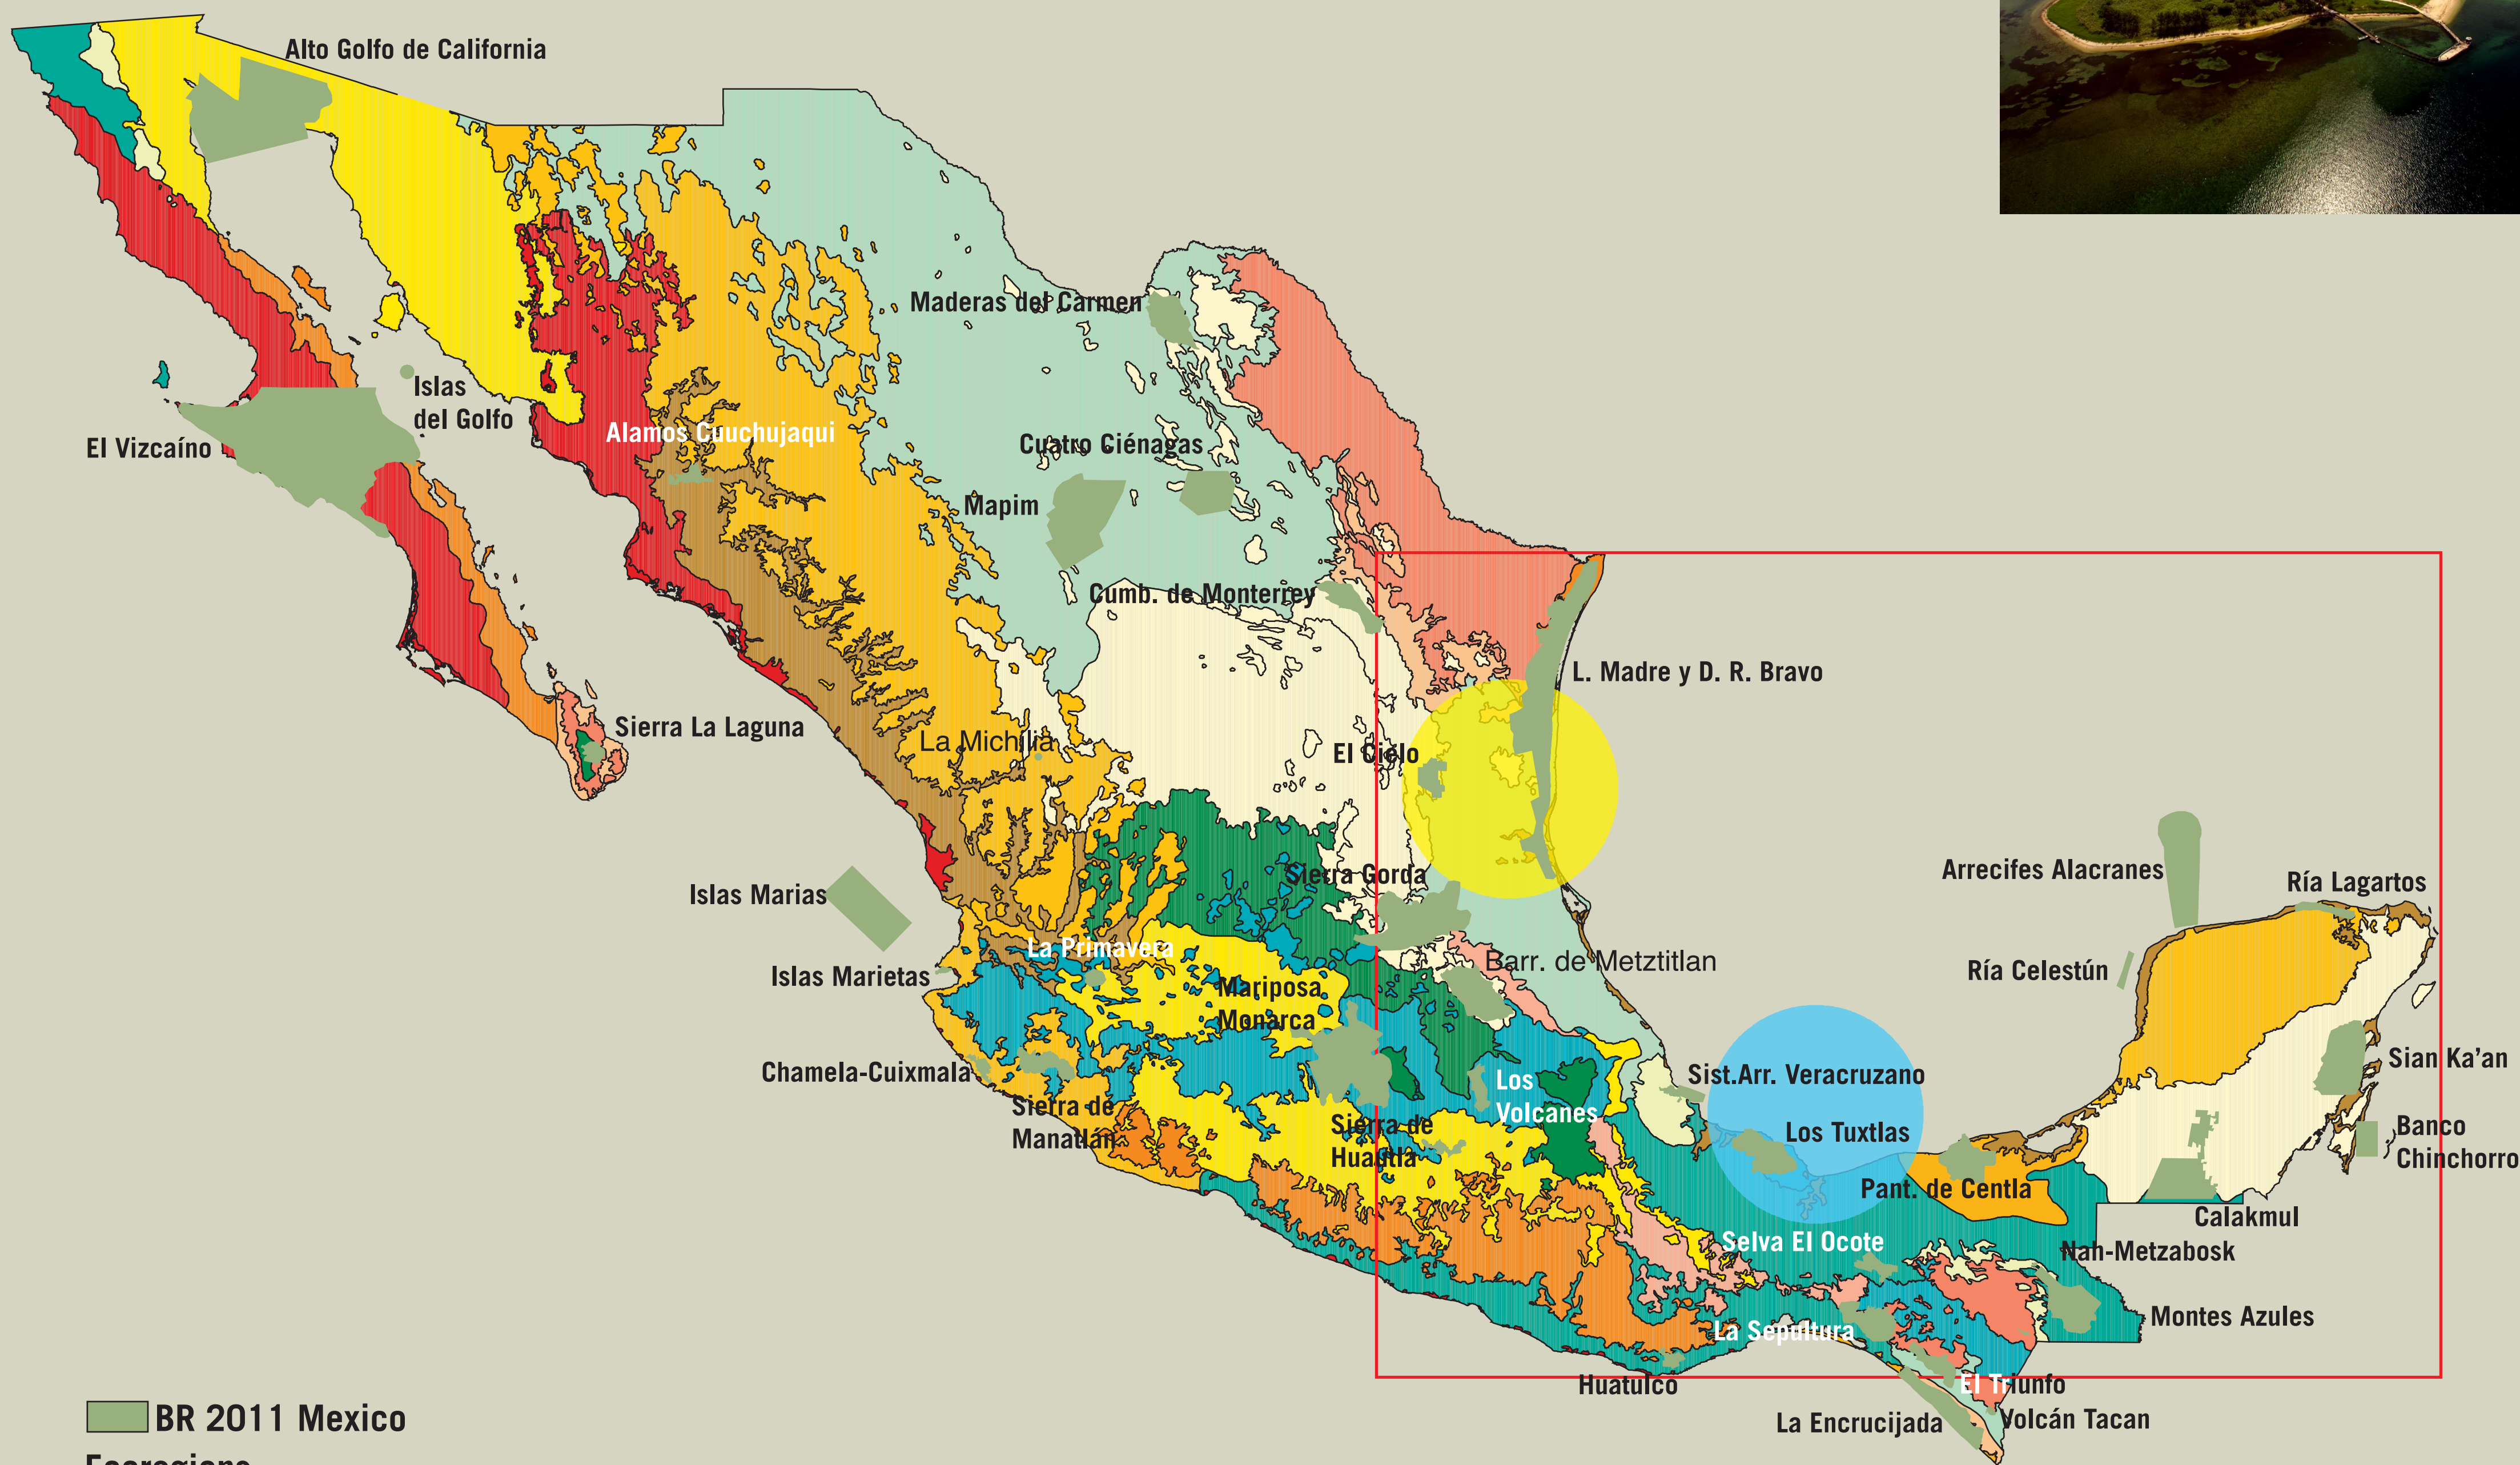 Alto Golfo de California
Maderas del Carmen
Islas
del Golfo
El Vizcaíno
Alamos Cuuchujaqui
Cuatro Ciénagas
Mapim
Cumb. de Monterrey
L. Madre y D. R. Bravo
Sierra La Laguna
La Michilia
El Cielo
Arrecifes Alacranes
Sierra Gorda
Ría Lagartos
Islas Marias
La Primavera
Barr. de Metztitlan
Ría Celestún
Islas Marietas
Mariposa
Monarca
Sian Ka’an
Chamela-Cuixmala
Los
Volcanes
Sist.Arr. Veracruzano
Sierra de
Manatlán
Sierra de
Huautla
Los Tuxtlas
Banco
Chinchorro
Pant. de Centla
Calakmul
Selva El Ocote
Nah-Metzabosk
Montes Azules
La Sepultura
Huatulco
El Triunfo
La Encrucijada
Volcán Tacan
BR 2011 Mexico